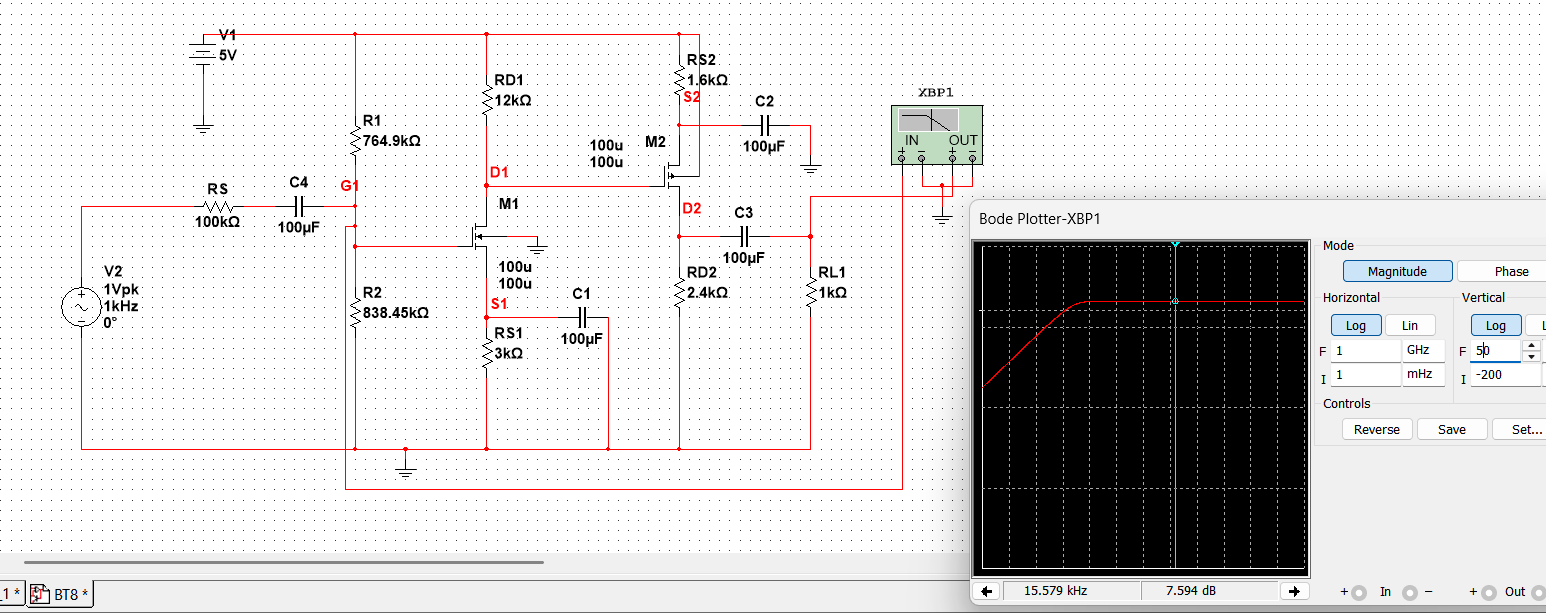 V1
5V
R1
764.9kΩ
RD1
12kΩ
RS2
1.6kΩ
S2
C2
100µF
M2
100u
100u
XBP1
IN OUT
+ − + −
RS
100kΩ
C4
100µF
G1
D1
M1
D2
C3
100µF
100u
100u
V2
1Vpk
1kHz
0°
+
R2
838.45kΩ
S1
C1
100µF
RS1
3kΩ
RD2
2.4kΩ
RL1
1kΩ
Bode Plotter-XBP1
Mode
Magnitude Phase
Horizontal Vertical
Log Lin Log L
F 1 GHz F 50
I 1 mHz I -200
Controls
Reverse Save Set...
15.579 kHz 7.594 dB
+ In − + Out
_1 * BT8 *